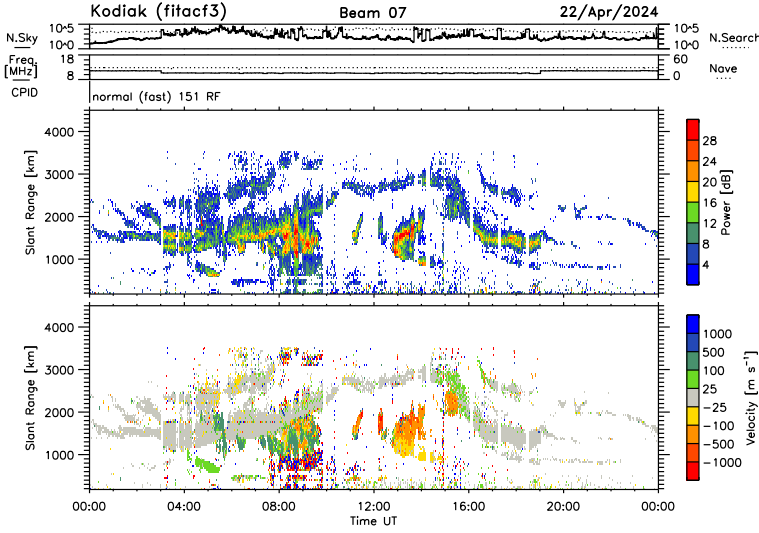 Kodiak (fitacf3) Beam 07 22/Apr/2024
N.Sky 10^5 10^0 10^5 10^0 N.Search
Freq. [MHz] 18 8 60 0 Nave
CPID normal (fast) 151 RF
Slant Range [km]
4000
3000
2000
1000
28
24
20
16
12
8
4
Power [dB]
Slant Range [km]
4000
3000
2000
1000
1000
500
100
25
-25
-100
-500
-1000
Velocity [m s⁻¹]
00:00 04:00 08:00 12:00 16:00 20:00 00:00
Time UT